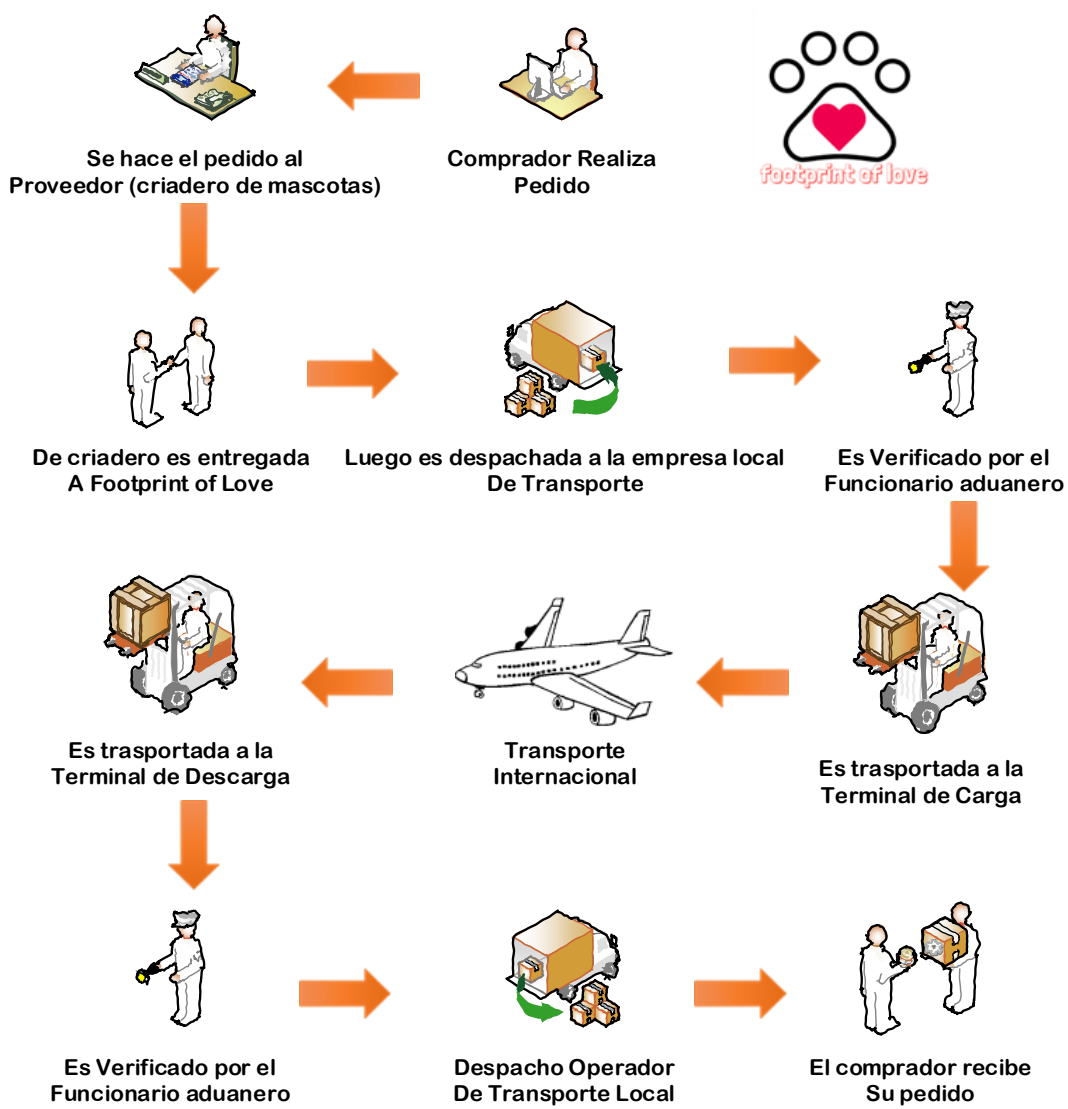 Se hace el pedido al
Proveedor (criadero de mascotas)
Comprador Realiza
Pedido
footprint of love
De criadero es entregada
A Footprint of Love
Luego es despachada a la empresa local
De Transporte
Es Verificado por el
Funcionario aduanero
Es trasportada a la
Terminal de Descarga
Transporte
Internacional
Es trasportada a la
Terminal de Carga
Es Verificado por el
Funcionario aduanero
Despacho Operador
De Transporte Local
El comprador recibe
Su pedido